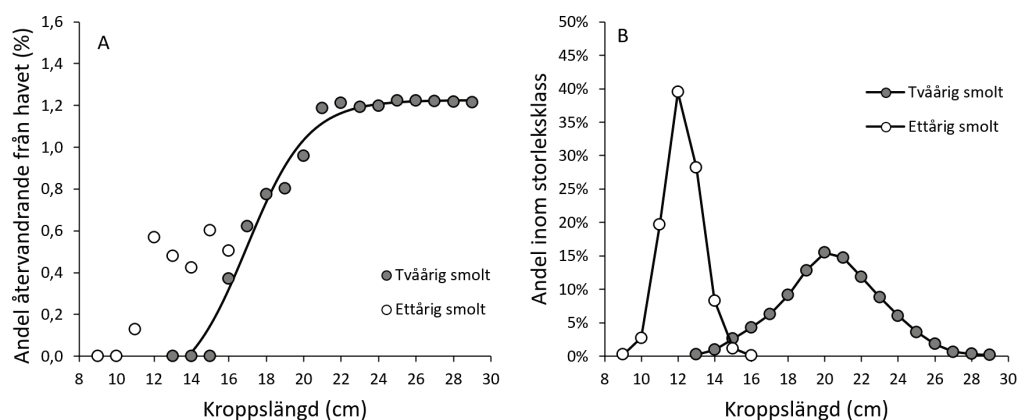 A
Andel återvandrande från havet (%)
1,6
1,4
1,2
1,0
0,8
0,6
0,4
0,2
0,0
Tvåårig smolt
Ettårig smolt
8 10 12 14 16 18 20 22 24 26 28 30
Kroppslängd (cm)
B
Andel inom storleksklass
50%
45%
40%
35%
30%
25%
20%
15%
10%
5%
0%
Tvåårig smolt
Ettårig smolt
8 10 12 14 16 18 20 22 24 26 28 30
Kroppslängd (cm)